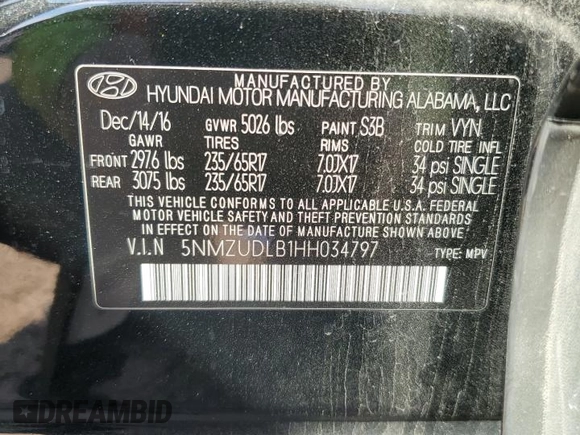 MANUFACTURED BY
HYUNDAI MOTOR MANUFACTURING ALABAMA, LLC
Dec/14/16 GVWR 5026 lbs PAINT S3B TRIM VYN
GAWR TIRES RIMS COLD TIRE INFL
FRONT 2976 lbs 235/65R17 7.0JX17 34 psi SINGLE
REAR 3075 lbs 235/65R17 7.0JX17 34 psi SINGLE
THIS VEHICLE CONFORMS TO ALL APPLICABLE U.S.A. FEDERAL
MOTOR VEHICLE SAFETY AND THEFT PREVENTION STANDARDS
IN EFFECT ON THE DATE OF MANUFACTURE SHOWN ABOVE.
V.I.N 5NMZUDLB1HH034797 TYPE: MPV
DREAMBID